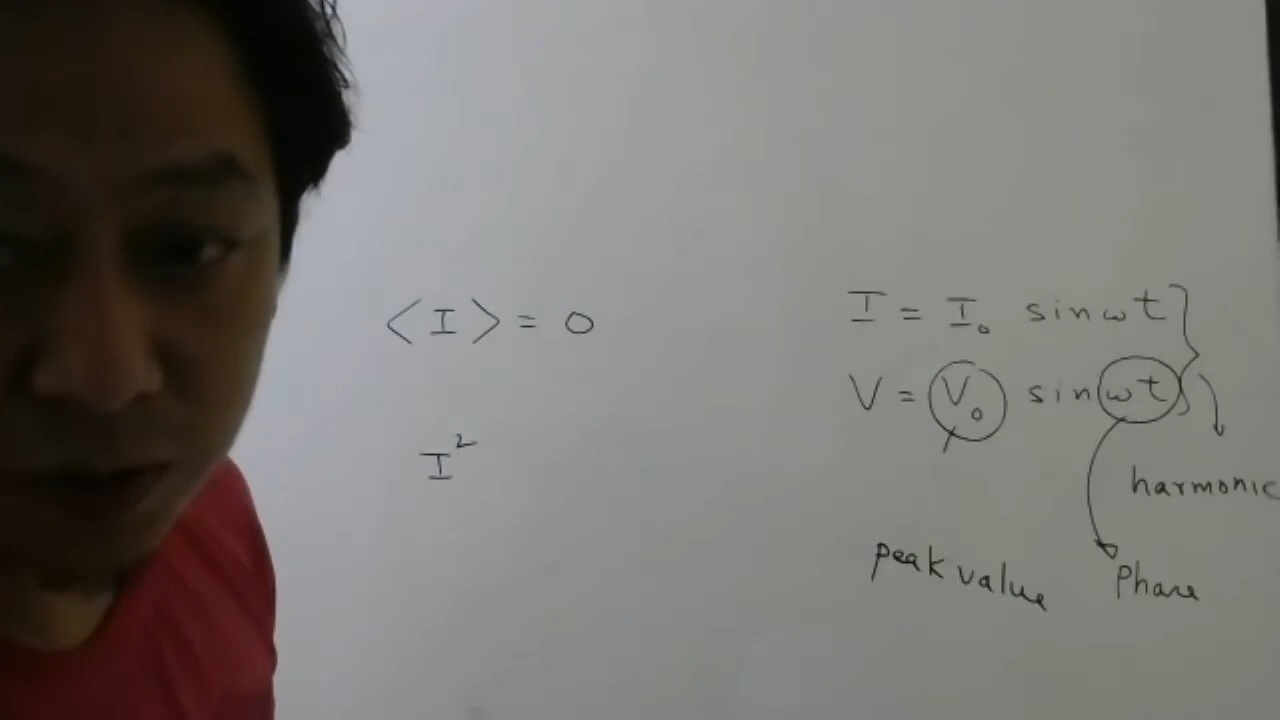 <I> = 0
I²
I = I₀ sin ωt
V = V₀ sin ωt
harmonic
peak value
Phase